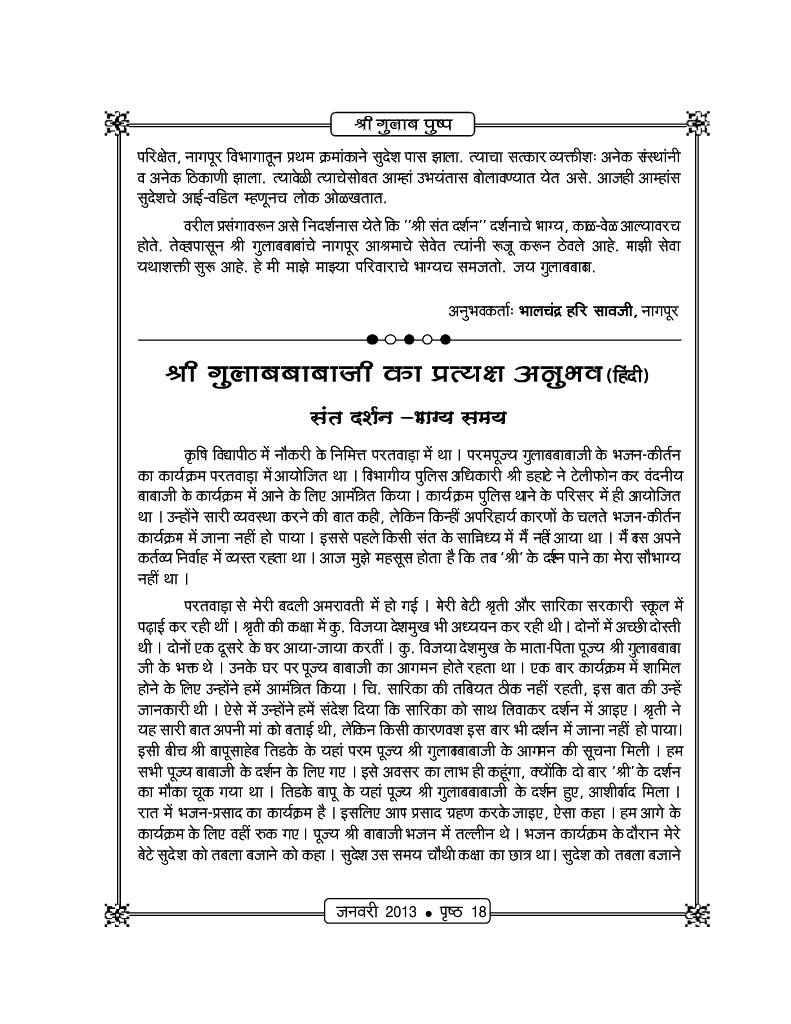 श्री गुलाब पुष्प
परिक्षेत, नागपूर विभागातून प्रथम क्रमांकाने सुदेश पास झाला. त्याचा सत्कार व्यक्तीशः अनेक संस्थांनी
व अनेक ठिकाणी झाला. त्यावेळी त्याचेसोबत आम्हां उभयंतास बोलावण्यात येत असे. आजही आम्हांस
सुदेशचे आई-वडिल म्हणूनच लोक ओळखतात.
वरील प्रसंगावरून असे निदर्शनास येते कि ''श्री संत दर्शन'' दर्शनाचे भाग्य, काळ-वेळ आल्यावरच
होते. तेव्हापासून श्री गुलाबबाबांचे नागपूर आश्रमाचे सेवेत त्यांनी रूजू करून ठेवले आहे. माझी सेवा
यथाशक्ती सुरू आहे. हे मी माझे माझ्या परिवाराचे भाग्यच समजतो. जय गुलाबबाबा.
अनुभवकर्ताः भालचंद्र हरि सावजी, नागपूर
श्री गुलाबबाबाजी का प्रत्यक्ष अनुभव (हिंदी)
संत दर्शन –भाग्य समय
कृषि विद्यापीठ में नौकरी के निमित्त परतवाड़ा में था । परमपूज्य गुलाबबाबाजी के भजन-कीर्तन
का कार्यक्रम परतवाड़ा में आयोजित था । विभागीय पुलिस अधिकारी श्री डहाटे ने टेलीफोन कर वंदनीय
बाबाजी के कार्यक्रम में आने के लिए आमंत्रित किया । कार्यक्रम पुलिस थाने के परिसर में ही आयोजित
था । उन्होंने सारी व्यवस्था करने की बात कही, लेकिन किन्हीं अपरिहार्य कारणों के चलते भजन-कीर्तन
कार्यक्रम में जाना नहीं हो पाया । इससे पहले किसी संत के सान्निध्य में मैं नहीं आया था । मैं बस अपने
कर्तव्य निर्वाह में व्यस्त रहता था । आज मुझे महसूस होता है कि तब 'श्री' के दर्शन पाने का मेरा सौभाग्य
नहीं था ।
परतवाड़ा से मेरी बदली अमरावती में हो गई । मेरी बेटी श्रृती और सारिका सरकारी स्कूल में
पढ़ाई कर रही थीं । श्रृती की कक्षा में कु. विजया देशमुख भी अध्ययन कर रही थी । दोनों में अच्छी दोस्ती
थी । दोनों एक दूसरे के घर आया-जाया करतीं । कु. विजया देशमुख के माता-पिता पूज्य श्री गुलाबबाबा
जी के भक्त थे । उनके घर पर पूज्य बाबाजी का आगमन होते रहता था । एक बार कार्यक्रम में शामिल
होने के लिए उन्होंने हमें आमंत्रित किया । चि. सारिका की तबियत ठीक नहीं रहती, इस बात की उन्हें
जानकारी थी । ऐसे में उन्होंने हमें संदेश दिया कि सारिका को साथ लिवाकर दर्शन में आइए । श्रृती ने
यह सारी बात अपनी मां को बताई थी, लेकिन किसी कारणवश इस बार भी दर्शन में जाना नहीं हो पाया।
इसी बीच श्री बापूसाहेब तिडके के यहां परम पूज्य श्री गुलाबबाबाजी के आगमन की सूचना मिली । हम
सभी पूज्य बाबाजी के दर्शन के लिए गए । इसे अवसर का लाभ ही कहूंगा, क्योंकि दो बार 'श्री' के दर्शन
का मौका चूक गया था । तिडके बापू के यहां पूज्य श्री गुलाबबाबाजी के दर्शन हुए, आशीर्वाद मिला ।
रात में भजन-प्रसाद का कार्यक्रम है । इसलिए आप प्रसाद ग्रहण करके जाइए, ऐसा कहा । हम आगे के
कार्यक्रम के लिए वहीं रुक गए । पूज्य श्री बाबाजी भजन में तल्लीन थे । भजन कार्यक्रम के दौरान मेरे
बेटे सुदेश को तबला बजाने को कहा । सुदेश उस समय चौथी कक्षा का छात्र था । सुदेश को तबला बजाने
जनवरी 2013 ● पृष्ठ 18